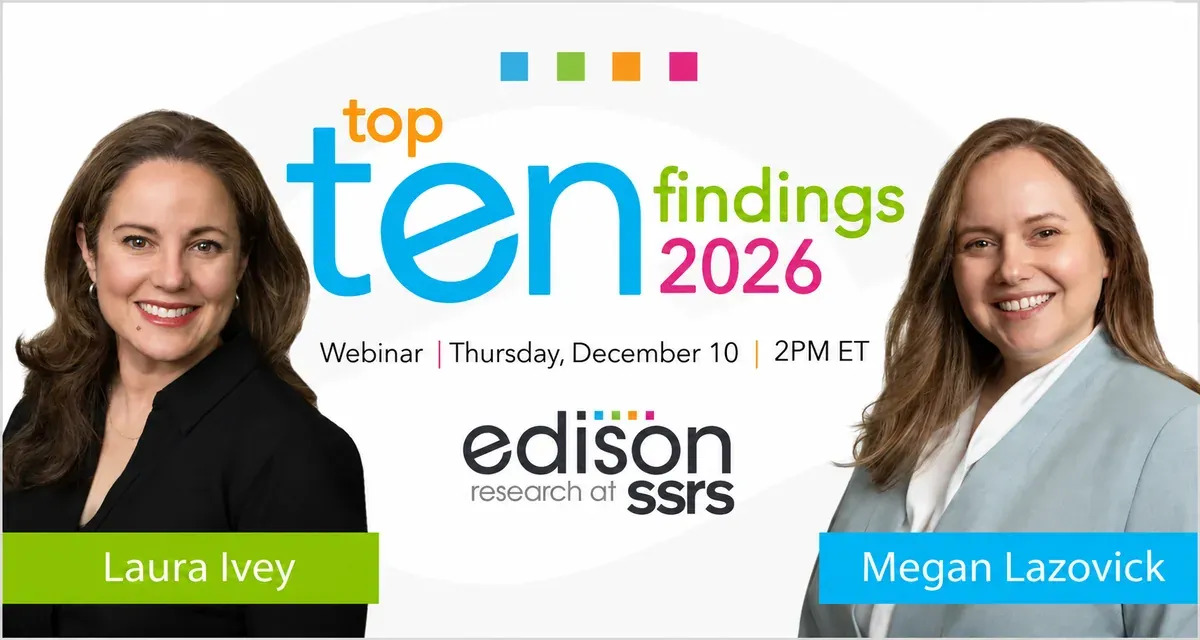 top
ten
findings
2026
Webinar | Thursday, December 10 | 2PM ET
edison
research at ssrs
Laura Ivey
Megan Lazovick